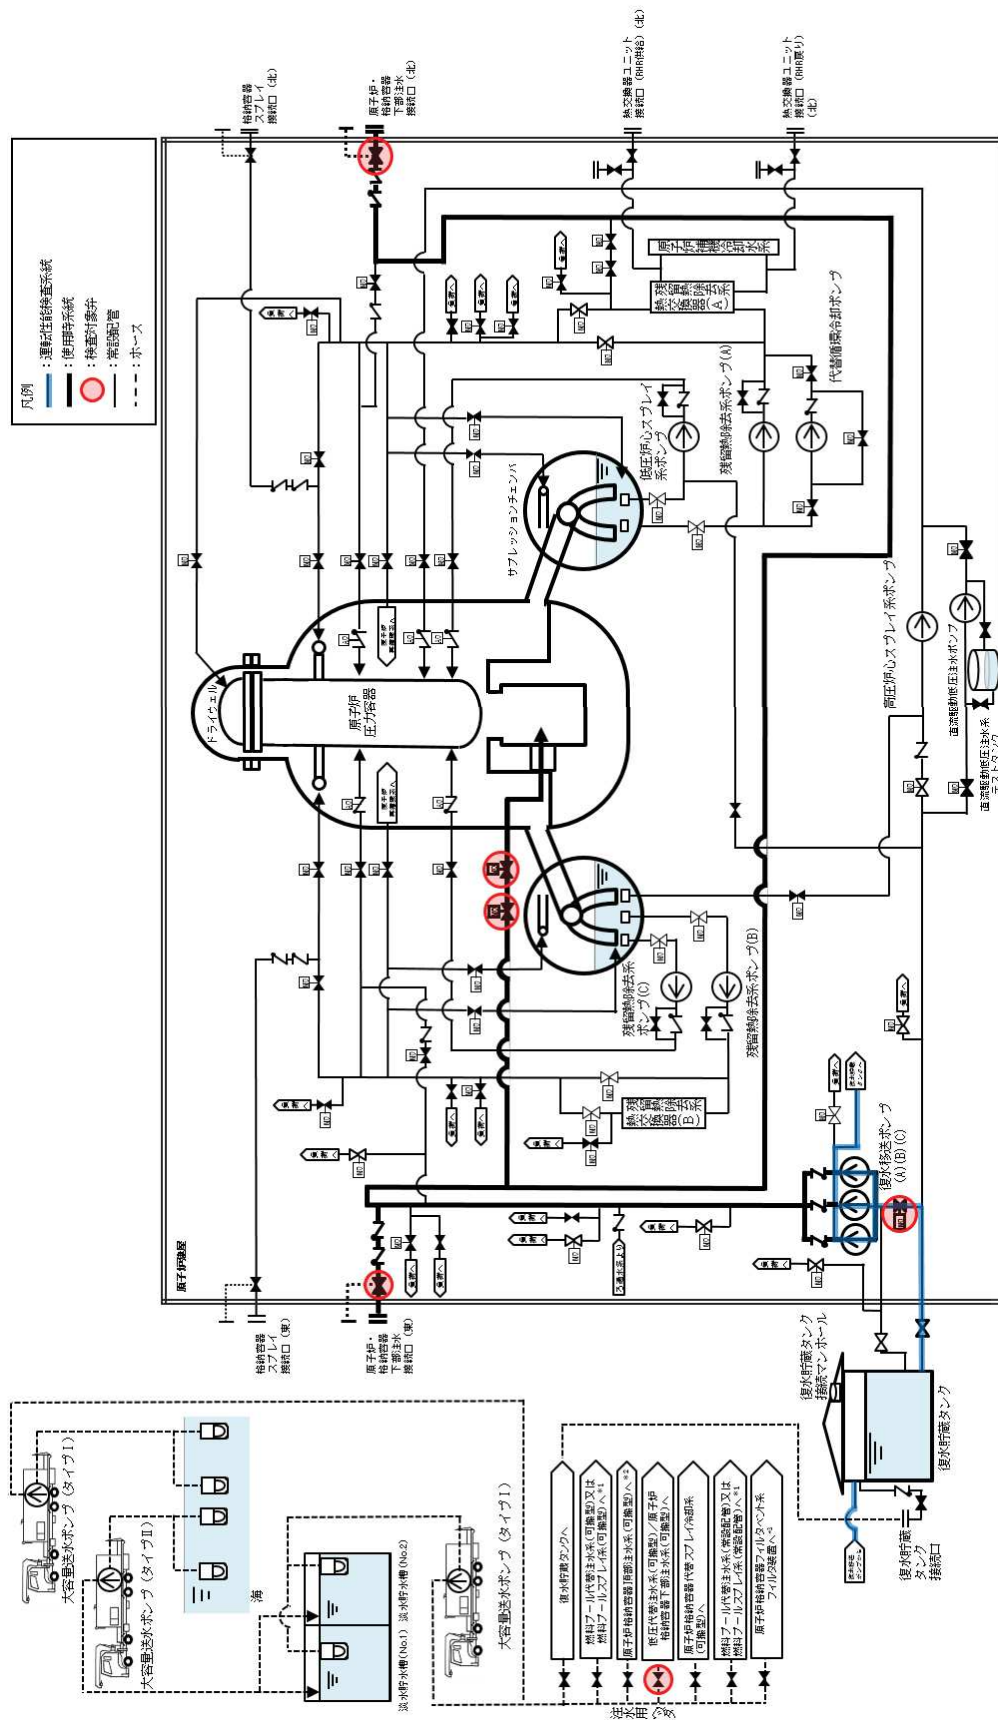 凡例
：運転性能検査系統
：使用時系統
：検査対象弁
：常設配管
：ホース
格納容器
スプレイ
接続口（北）
原子炉・
格納容器
下部注水
接続口（北）
熱交換器ユニット
接続口（RHR供給）（北）
熱交換器ユニット
接続口（RHR戻り）
（北）
原子炉補機冷却水系
残留熱除去系
熱交換器(A)
代替循環冷却ポンプ
残留熱除去系ポンプ(A)
低圧炉心スプレイ
系ポンプ
サプレッションチェンバ
ドライウェル
原子炉
圧力容器
高圧炉心スプレイ系ポンプ
直流駆動低圧注水ポンプ
直流駆動低圧注水系
テストタンク
残留熱除去系
ポンプ(C)
残留熱除去系ポンプ(B)
残留熱除去系
熱交換器(B)
復水移送ポンプ
(A)(B)(C)
ろ過水系より
原子炉建屋
格納容器
スプレイ
接続口（東）
原子炉・
格納容器
下部注水
接続口（東）
復水貯蔵タンク
接続マンホール
復水貯蔵タンク
復水貯蔵
タンク
接続口
大容量送水ポンプ（タイプⅠ）
大容量送水ポンプ（タイプⅡ）
海
淡水貯水槽(No.1)
淡水貯水槽(No.2)
大容量送水ポンプ（タイプⅠ）
復水貯蔵タンクへ
燃料プール代替注水系(可搬型)又は
燃料プールスプレイ系(可搬型)へ*1
原子炉格納容器頂部注水系(可搬型)へ*2
低圧代替注水系(可搬型)／原子炉
格納容器下部注水系(可搬型)へ
原子炉格納容器代替スプレイ冷却系
(可搬型)へ
燃料プール代替注水系(常設配管)又は
燃料プールスプレイ系(常設配管)へ*1
原子炉格納容器フィルタベント系
フィルタ装置へ*2
注水用ヘッダ